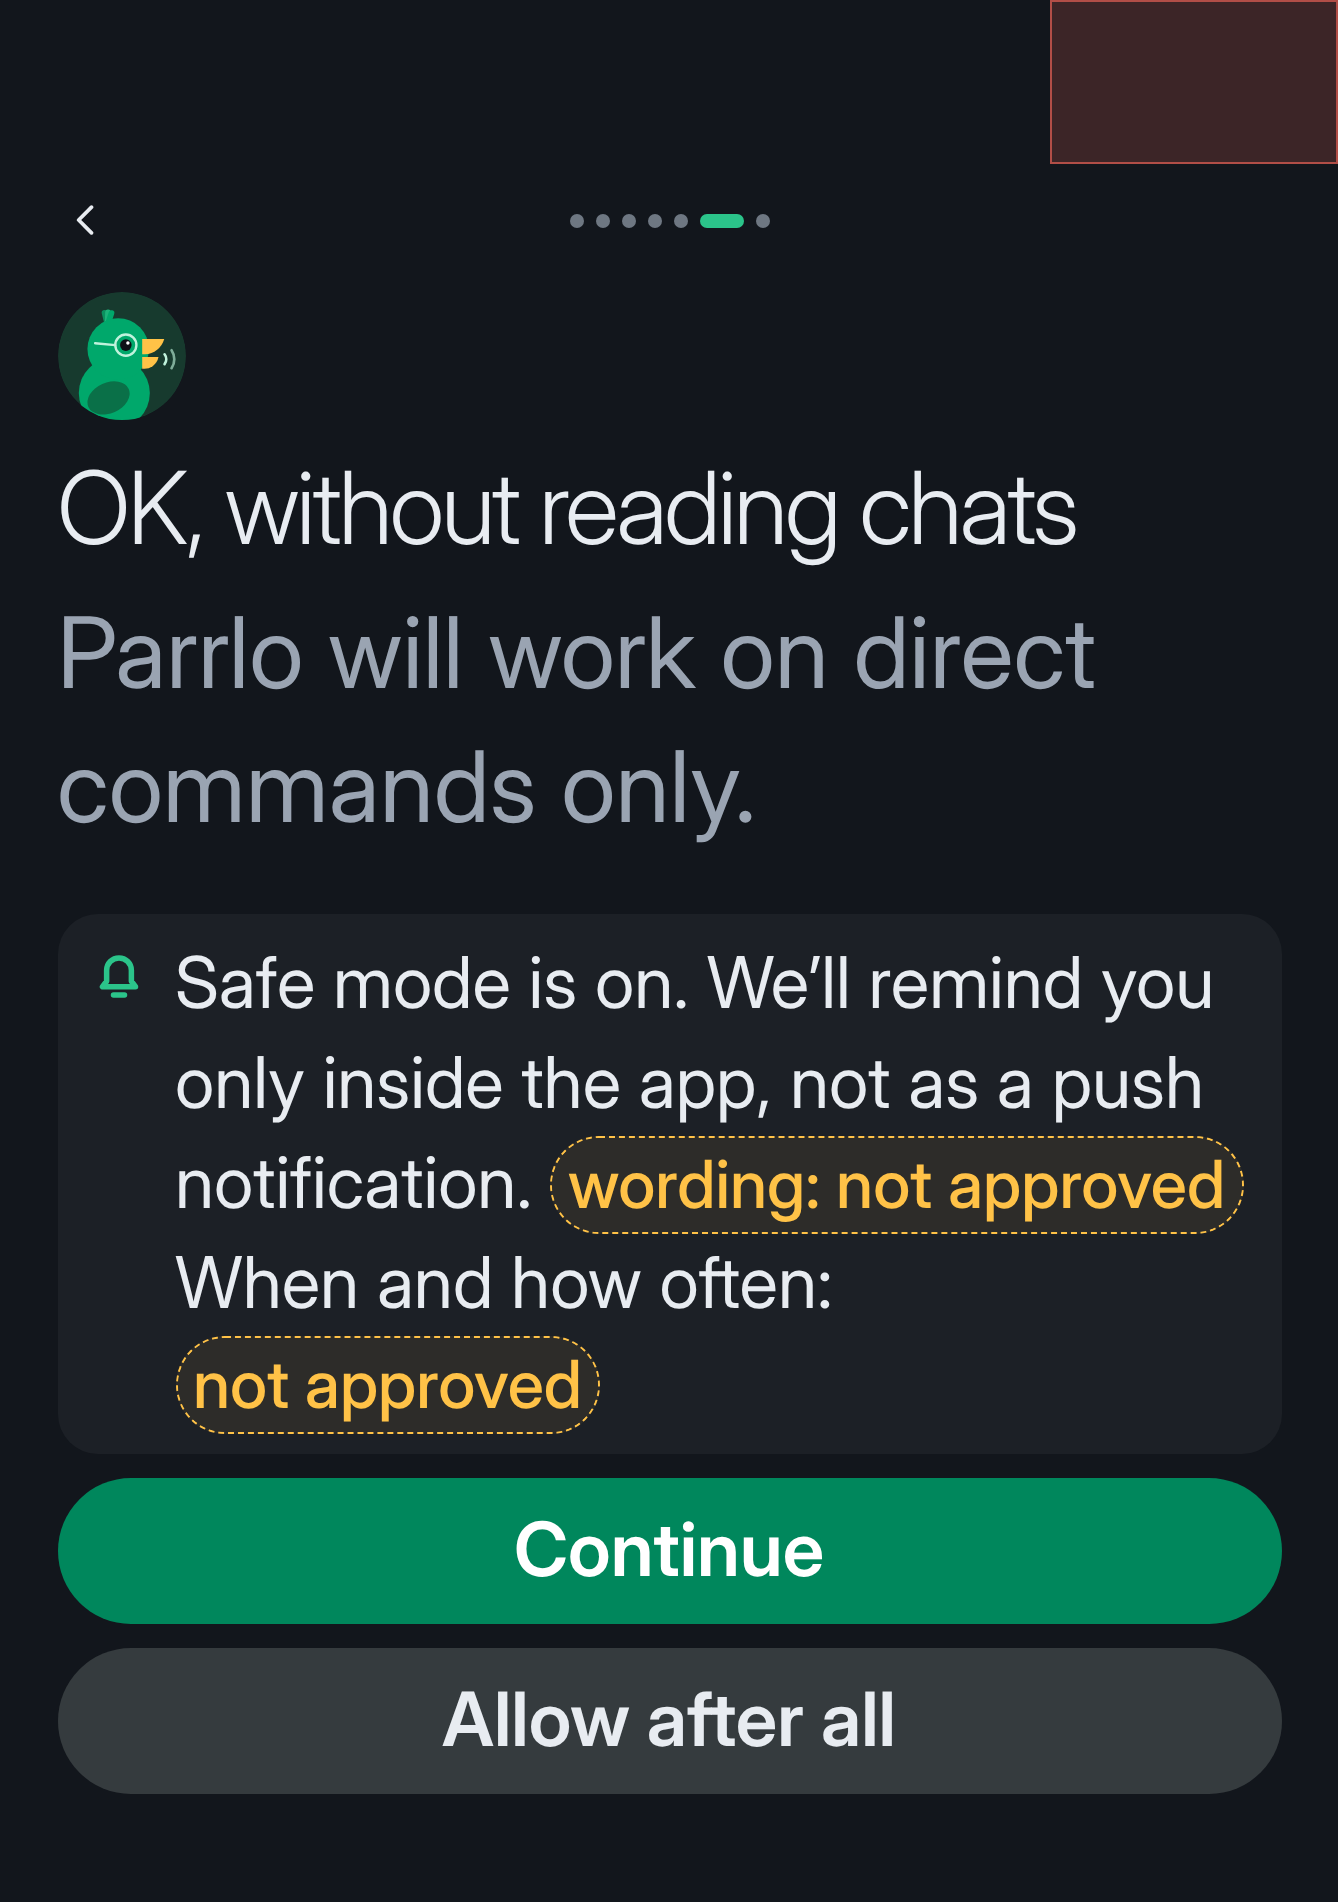 OK, without reading chats
Parrlo will work on direct
commands only.
Safe mode is on. We’ll remind you
only inside the app, not as a push
notification. wording: not approved
When and how often:
not approved
Continue
Allow after all